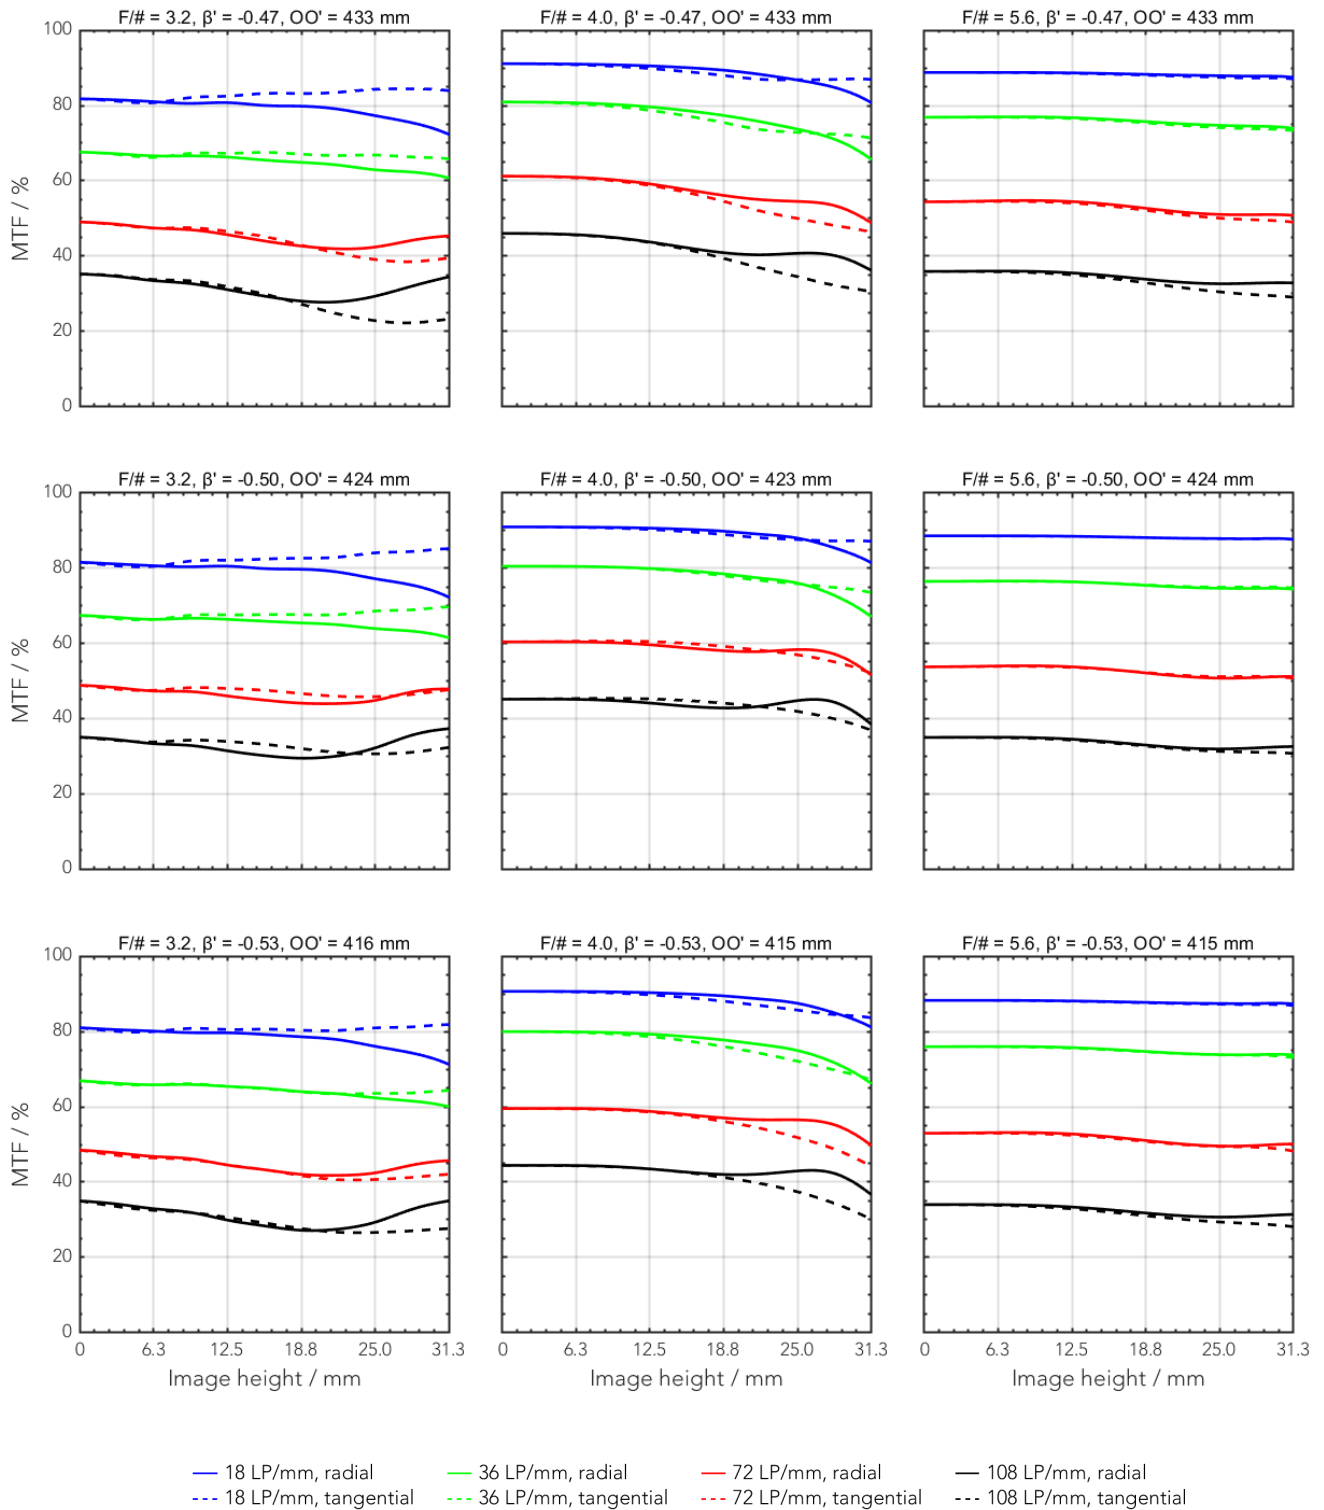 F/# = 3.2, β' = -0.47, OO' = 433 mm
F/# = 4.0, β' = -0.47, OO' = 433 mm
F/# = 5.6, β' = -0.47, OO' = 433 mm
100
80
60
40
20
0
MTF / %
F/# = 3.2, β' = -0.50, OO' = 424 mm
F/# = 4.0, β' = -0.50, OO' = 423 mm
F/# = 5.6, β' = -0.50, OO' = 424 mm
100
80
60
40
20
0
MTF / %
F/# = 3.2, β' = -0.53, OO' = 416 mm
F/# = 4.0, β' = -0.53, OO' = 415 mm
F/# = 5.6, β' = -0.53, OO' = 415 mm
100
80
60
40
20
0
MTF / %
0 6.3 12.5 18.8 25.0 31.3
0 6.3 12.5 18.8 25.0 31.3
0 6.3 12.5 18.8 25.0 31.3
Image height / mm
Image height / mm
Image height / mm
18 LP/mm, radial
36 LP/mm, radial
72 LP/mm, radial
108 LP/mm, radial
18 LP/mm, tangential
36 LP/mm, tangential
72 LP/mm, tangential
108 LP/mm, tangential